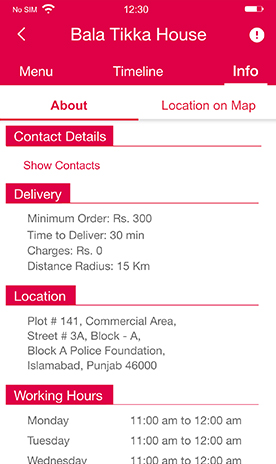 No SIM 12:30
Bala Tikka House
Menu Timeline Info
About Location on Map
Contact Details
Show Contacts
Delivery
Minimum Order: Rs. 300
Time to Deliver: 30 min
Charges: Rs. 0
Distance Radius: 15 Km
Location
Plot # 141, Commercial Area,
Street # 3A, Block - A,
Block A Police Foundation,
Islamabad, Punjab 46000
Working Hours
Monday 11:00 am to 12:00 am
Tuesday 11:00 am to 12:00 am
Wednesday 11:00 am to 12:00 am